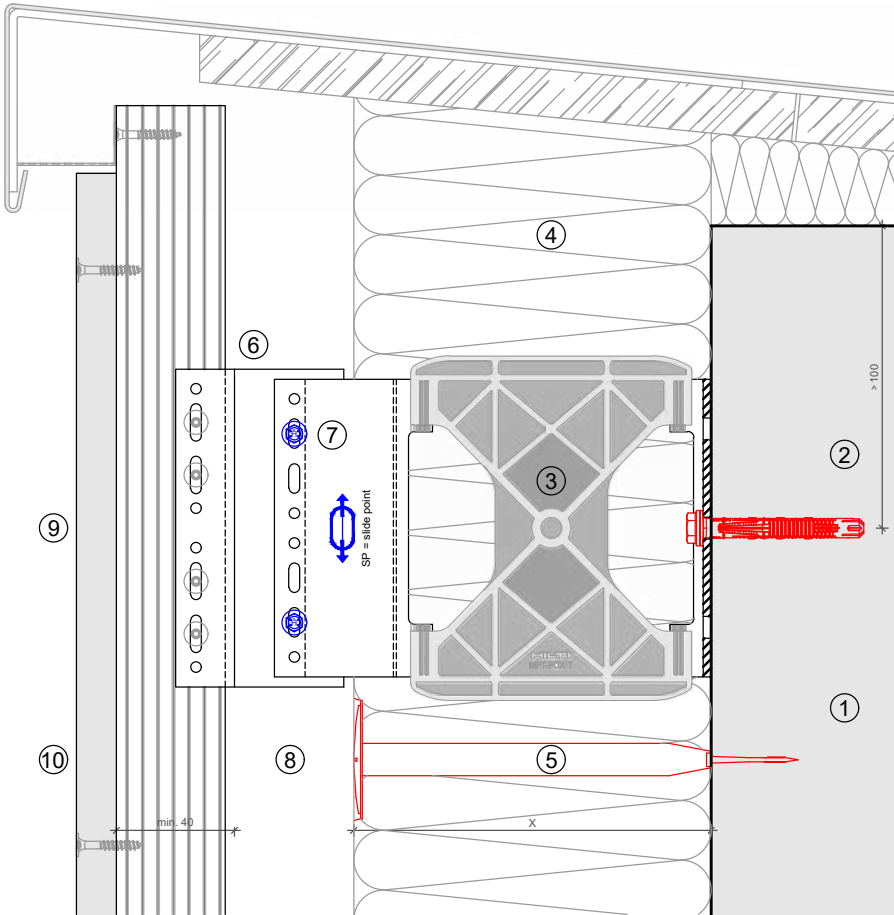 ④
⑥
> 100
⑦
②
③
SP = slide point
⑨
HILTI
MFT-FOX T
①
⑩
⑧
⑤
min. 40
X